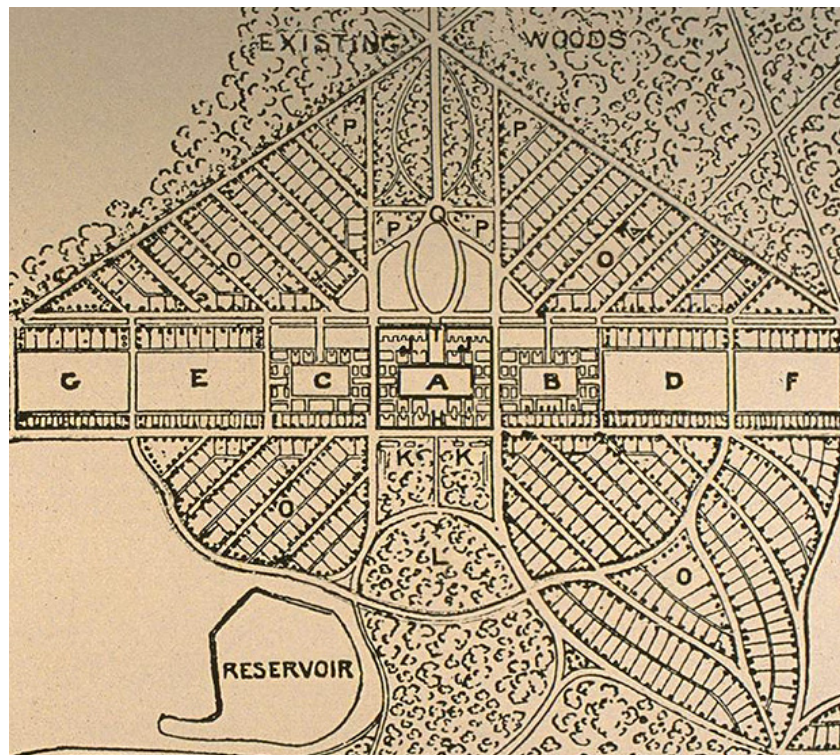 EXISTING WOODS
P P
Q
P P
O O
G E C A B D F
K K
O
L
O
RESERVOIR